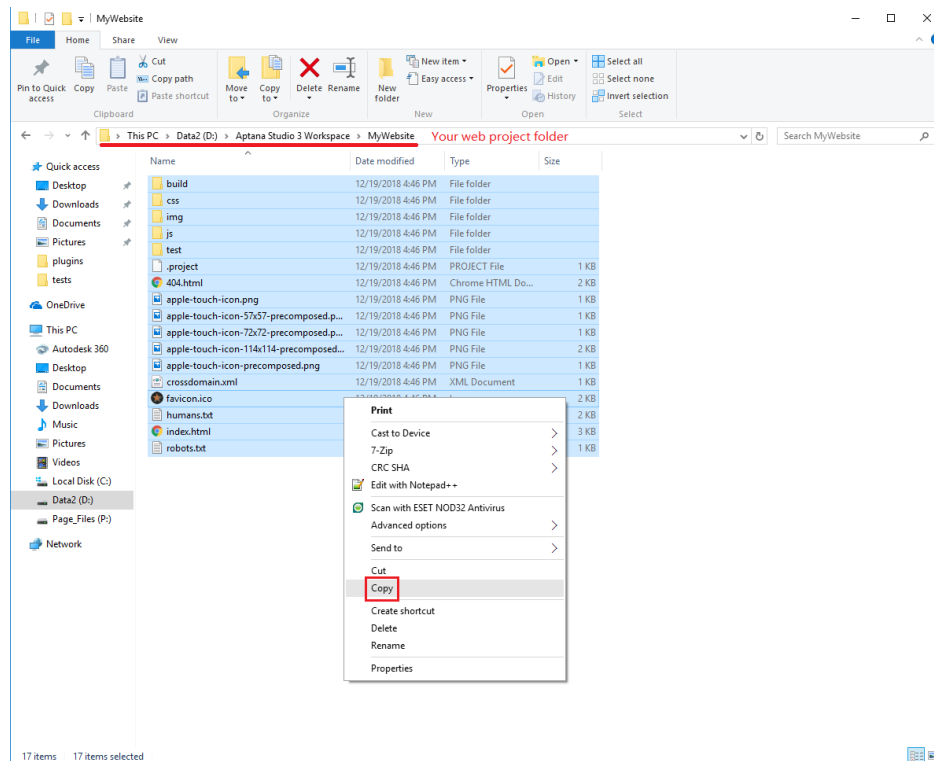 MyWebsite
File Home Share View
Pin to Quick access
Copy
Paste
Cut
Copy path
Paste shortcut
Clipboard
Move to
Copy to
Delete
Rename
Organize
New folder
New item
Easy access
New
Properties
Open
Edit
History
Open
Select all
Select none
Invert selection
Select
This PC > Data2 (D:) > Aptana Studio 3 Workspace > MyWebsite Your web project folder
Search MyWebsite
Quick access
Desktop
Downloads
Documents
Pictures
plugins
tests
OneDrive
This PC
Autodesk 360
Desktop
Documents
Downloads
Music
Pictures
Videos
Local Disk (C:)
Data2 (D:)
Page_Files (P:)
Network
Name Date modified Type Size
build 12/19/2018 4:46 PM File folder
css 12/19/2018 4:46 PM File folder
img 12/19/2018 4:46 PM File folder
js 12/19/2018 4:46 PM File folder
test 12/19/2018 4:46 PM File folder
.project 12/19/2018 4:46 PM PROJECT File 1 KB
404.html 12/19/2018 4:46 PM Chrome HTML Do... 2 KB
apple-touch-icon.png 12/19/2018 4:46 PM PNG File 1 KB
apple-touch-icon-57x57-precomposed.p... 12/19/2018 4:46 PM PNG File 1 KB
apple-touch-icon-72x72-precomposed.p... 12/19/2018 4:46 PM PNG File 1 KB
apple-touch-icon-114x114-precomposed... 12/19/2018 4:46 PM PNG File 2 KB
apple-touch-icon-precomposed.png 12/19/2018 4:46 PM PNG File 1 KB
crossdomain.xml 12/19/2018 4:46 PM XML Document 1 KB
favicon.ico 2 KB
humans.txt 2 KB
index.html 3 KB
robots.txt 1 KB
Print
Cast to Device
7-Zip
CRC SHA
Edit with Notepad++
Scan with ESET NOD32 Antivirus
Advanced options
Send to
Cut
Copy
Create shortcut
Delete
Rename
Properties
17 items 17 items selected